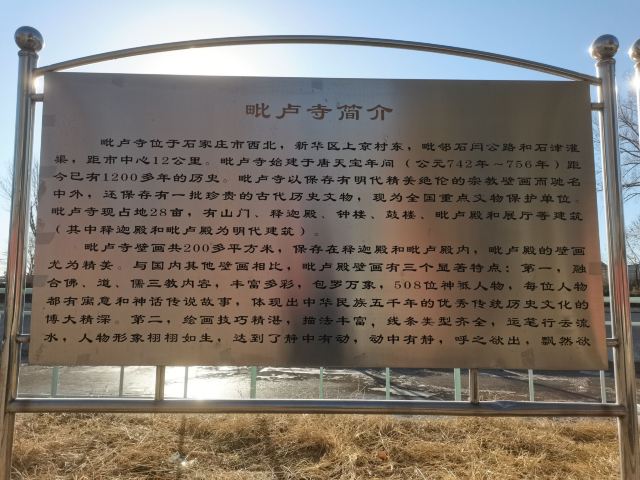 毗卢寺简介
毗卢寺位于石家庄市西北，新华区上京村东，毗邻石闫公路和石津灌
渠，距市中心12公里。毗卢寺始建于唐天宝年间（公元742年～756年）距
今已有1200多年的历史。毗卢寺以保存有明代精美绝伦的宗教壁画而驰名
中外，还保存有一批珍贵的古代历史文物，现为全国重点文物保护单位。
毗卢寺现占地28亩，有山门、释迦殿、钟楼、鼓楼、毗卢殿和展厅等建筑
（其中释迦殿和毗卢殿为明代建筑）。
毗卢寺壁画共200多平方米，保存在释迦殿和毗卢殿内，毗卢殿的壁画
尤为精美。与国内其他壁画相比，毗卢殿壁画有三个显著特点：第一，融
合佛、道、儒三教内容，丰富多彩，包罗万象，508位神祗人物，每位人物
都有寓意和神话传说故事，体现出中华民族五千年的优秀传统历史文化的
博大精深。第二，绘画技巧精湛，描法丰富，线条类型齐全，运笔行云流
水，人物形象栩栩如生，达到了静中有动，动中有静，呼之欲出，飘然欲